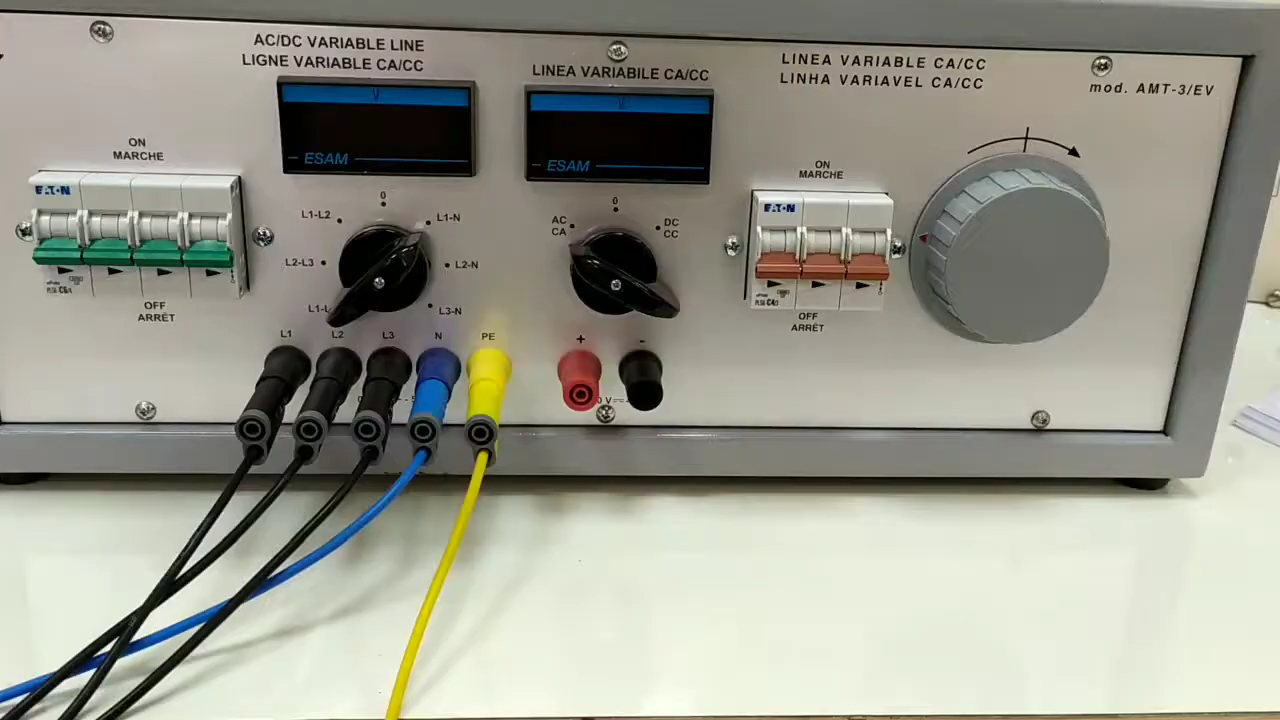 AC/DC VARIABLE LINE
LIGNE VARIABLE CA/CC
LINEA VARIABILE CA/CC
LINEA VARIABLE CA/CC
LINHA VARIAVEL CA/CC
mod. AMT-3/EV
V
ESAM
V
ESAM
ON
MARCHE
EATON
OFF
ARRÊT
0
L1-L2
L1-N
L2-L3
L2-N
L3-N
0
AC
CA
DC
CC
ON
MARCHE
EATON
OFF
ARRÊT
L1
L2
L3
N
PE
+
-